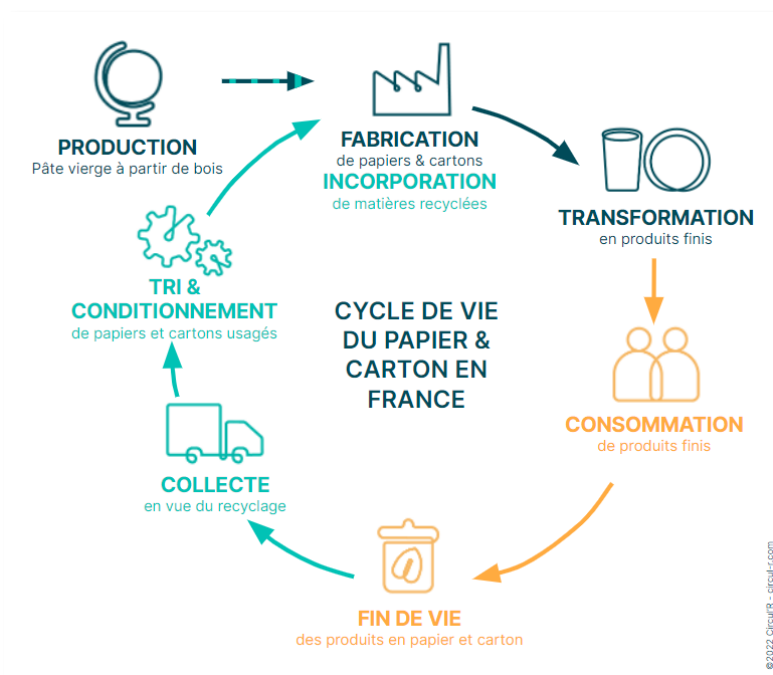 PRODUCTION
Pâte vierge à partir de bois
FABRICATION
de papiers & cartons
INCORPORATION
de matières recyclées
TRANSFORMATION
en produits finis
TRI &
CONDITIONNEMENT
de papiers et cartons usagés
CYCLE DE VIE
DU PAPIER &
CARTON EN
FRANCE
CONSOMMATION
de produits finis
COLLECTE
en vue du recyclage
FIN DE VIE
des produits en papier et carton
©2022 Circul'R - circul-r.com